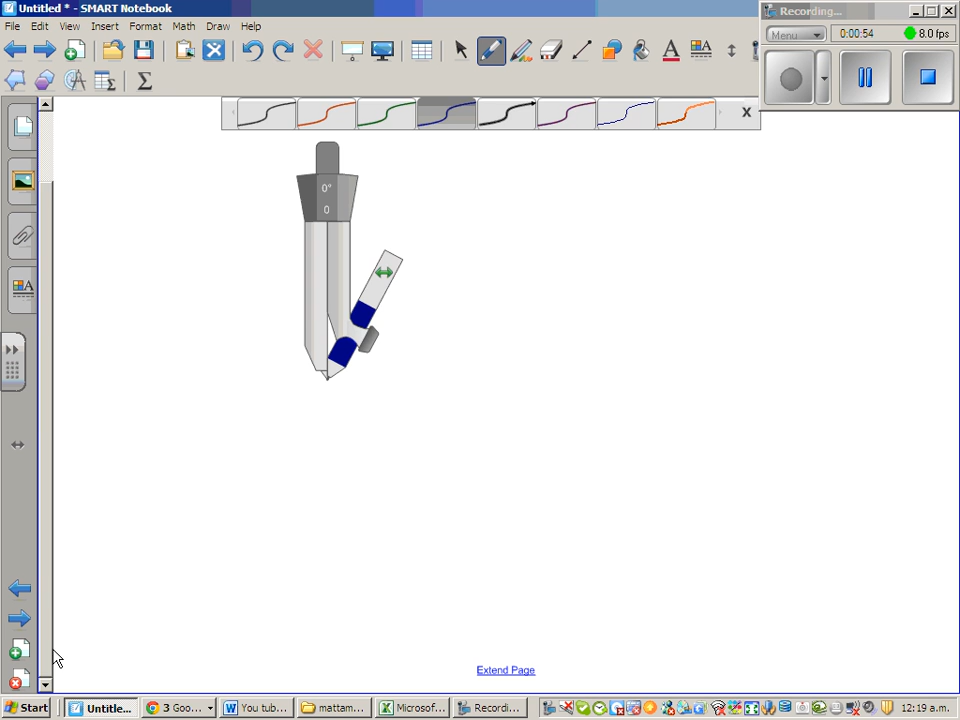 Untitled * - SMART Notebook
Recording...
File Edit View Insert Format Math Draw Help
Menu 0:00:54 8.0 fps
0°
0
Extend Page
Start Untitle... 3 Goo... You tub... mattam... Microsof... Recordi... 12:19 a.m.